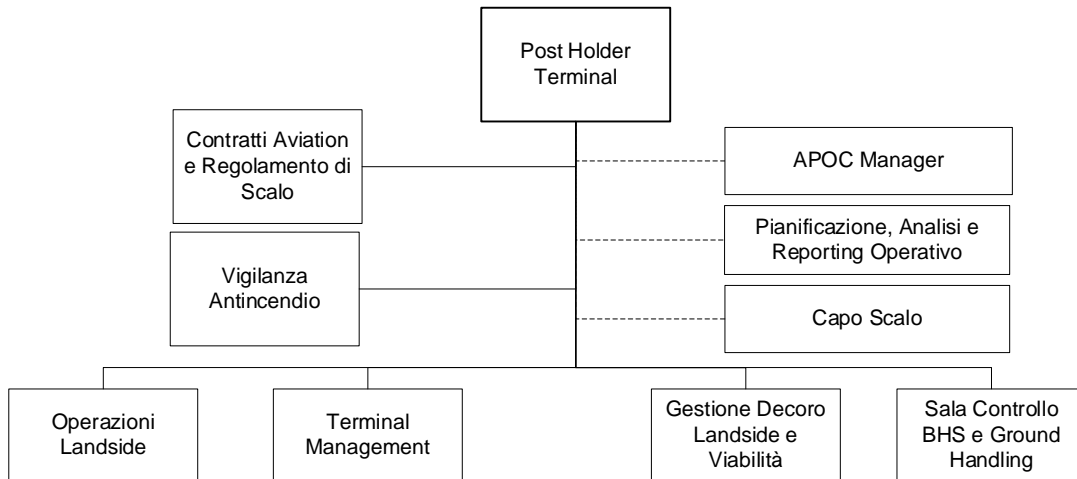 Post Holder
Terminal
Contratti Aviation
e Regolamento di
Scalo
APOC Manager
Pianificazione, Analisi e
Reporting Operativo
Vigilanza
Antincendio
Capo Scalo
Operazioni
Landside
Terminal
Management
Gestione Decoro
Landside e
Viabilità
Sala Controllo
BHS e Ground
Handling